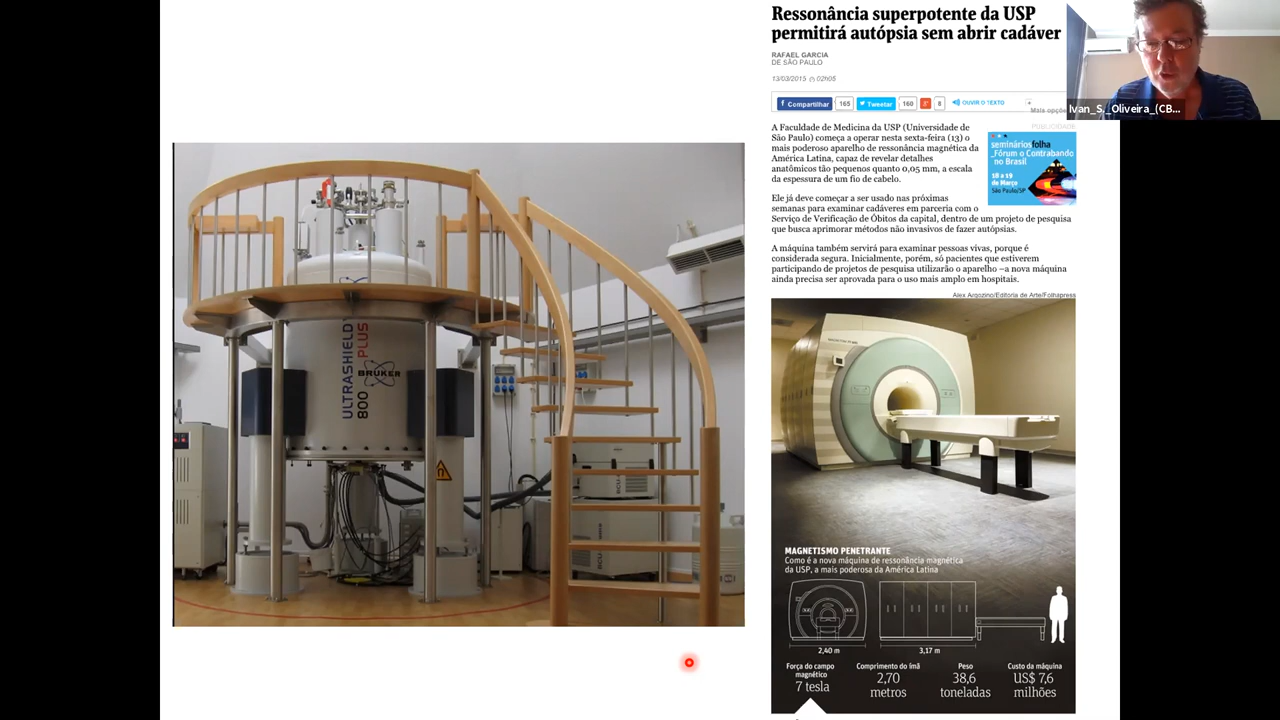 Ressonância superpotente da USP
permitirá autópsia sem abrir cadáver
RAFAEL GARCIA
DE SÃO PAULO
13/03/2015 02h05
Compartilhar 165 Tweetar 160 8 OUVIR O TEXTO
+
Mais opçõe
Ivan_S._Oliveira_(CB...
PUBLICIDADE
A Faculdade de Medicina da USP (Universidade de
São Paulo) começa a operar nesta sexta-feira (13) o
mais poderoso aparelho de ressonância magnética da
América Latina, capaz de revelar detalhes
anatômicos tão pequenos quanto 0,05 mm, a escala
da espessura de um fio de cabelo.
seminários folha
_Fórum o Contrabando
no Brasil
18 a 19
de Março
São Paulo/SP
Ele já deve começar a ser usado nas próximas
semanas para examinar cadáveres em parceria com o
Serviço de Verificação de Óbitos da capital, dentro de um projeto de pesquisa
que busca aprimorar métodos não invasivos de fazer autópsias.
A máquina também servirá para examinar pessoas vivas, porque é
considerada segura. Inicialmente, porém, só pacientes que estiverem
participando de projetos de pesquisa utilizarão o aparelho –a nova máquina
ainda precisa ser aprovada para o uso mais amplo em hospitais.
Alex Argozino/Editoria de Arte/Folhapress
ULTRASHIELD
800 PLUS
BRUKER
MAGNETISMO PENETRANTE
Como é a nova máquina de ressonância magnética
da USP, a mais poderosa da América Latina
2,40 m
3,17 m
Força do campo
magnético
7 tesla
Comprimento do ímã
2,70
metros
Peso
38,6
toneladas
Custo da máquina
US$ 7,6
milhões